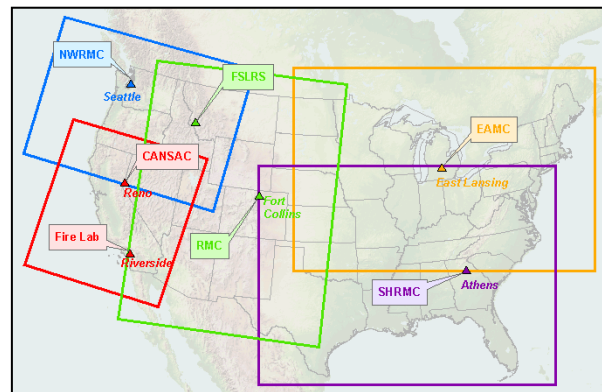 NWRMC
Seattle
FSLRS
CANSAC
Reno
EAMC
East Lansing
Fort
Collins
RMC
Fire Lab
Riverside
SHRMC
Athens